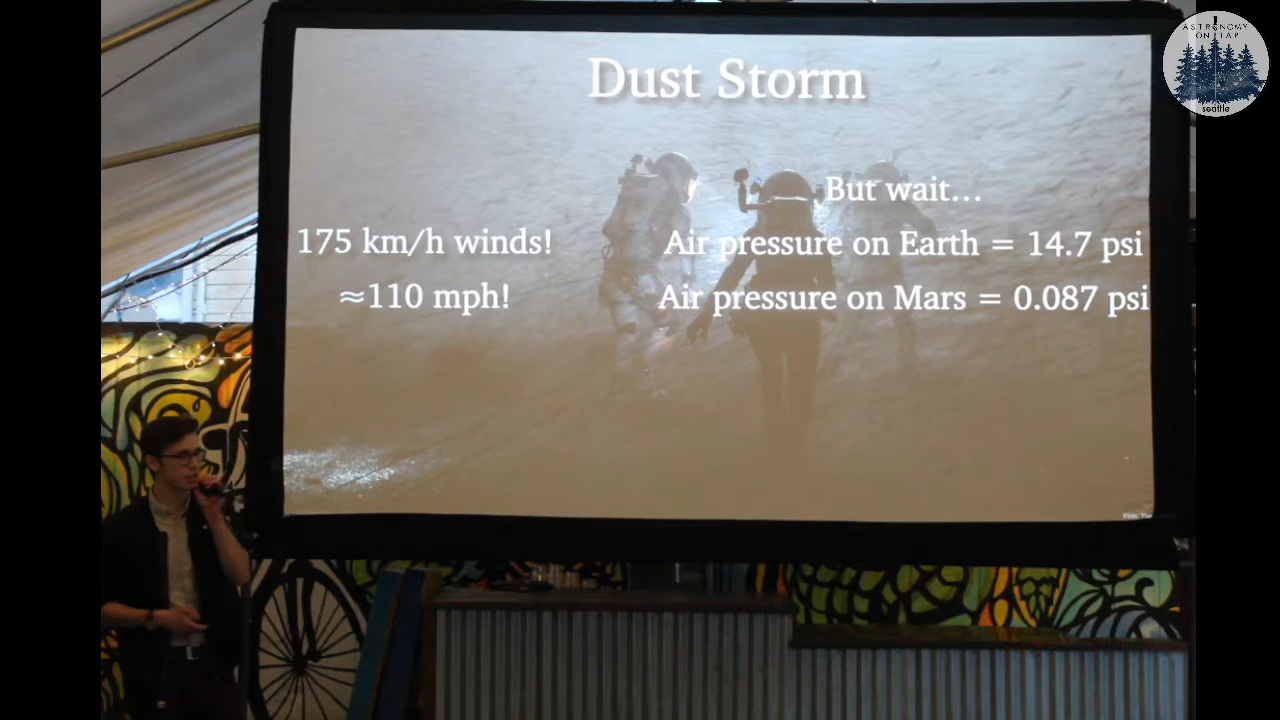 ASTRONOMY
ON TAP
seattle
Dust Storm
But wait...
175 km/h winds!
Air pressure on Earth = 14.7 psi
≈110 mph!
Air pressure on Mars = 0.087 psi
Film: